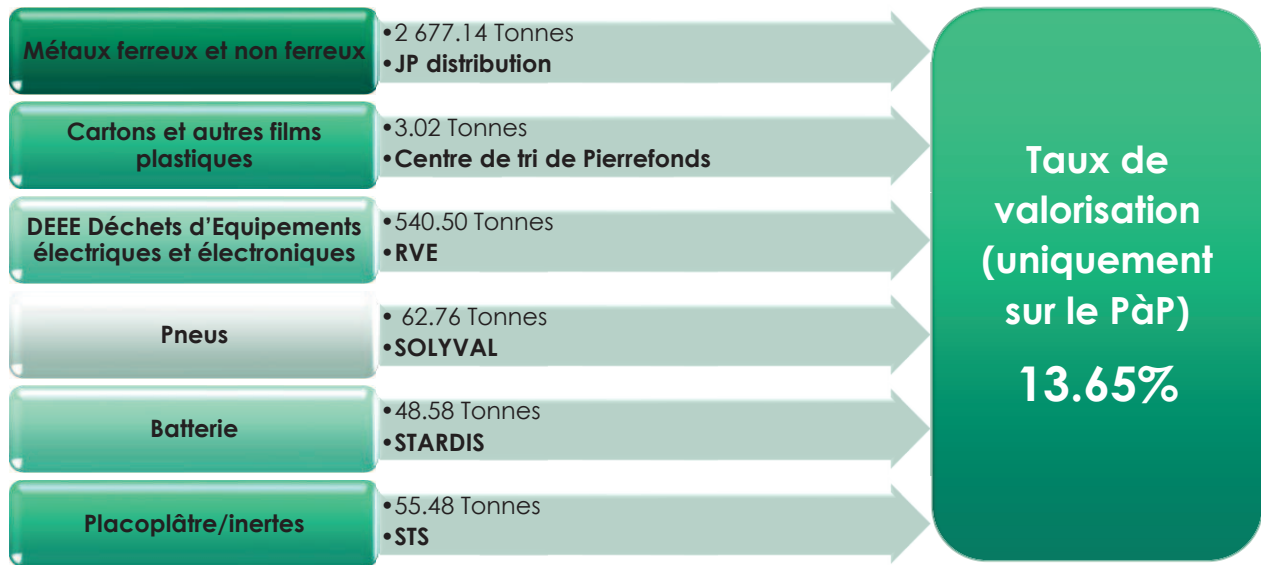 Métaux ferreux et non ferreux
•2 677.14 Tonnes
•JP distribution
Cartons et autres films
plastiques
•3.02 Tonnes
•Centre de tri de Pierrefonds
DEEE Déchets d'Equipements
électriques et électroniques
•540.50 Tonnes
•RVE
Pneus
• 62.76 Tonnes
•SOLYVAL
Batterie
•48.58 Tonnes
•STARDIS
Placoplâtre/inertes
•55.48 Tonnes
•STS
Taux de
valorisation
(uniquement
sur le PàP)
13.65%